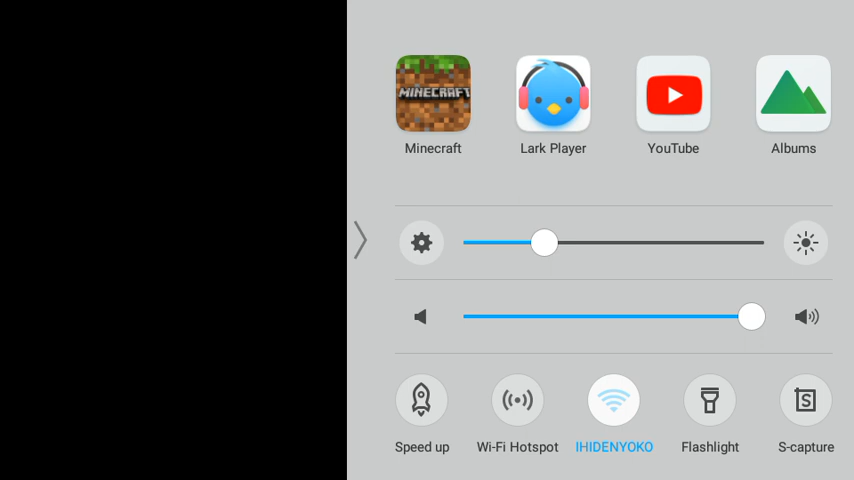 MINECRAFT
Minecraft
Lark Player
YouTube
Albums
Speed up
Wi-Fi Hotspot
IHIDENYOKO
Flashlight
S
S-capture